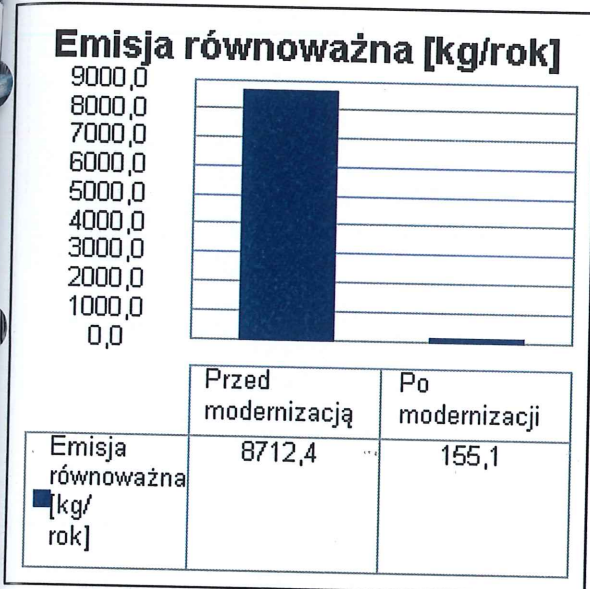 Emisja równoważna [kg/rok]
9000,0
8000,0
7000,0
6000,0
5000,0
4000,0
3000,0
2000,0
1000,0
0,0
Przed
modernizacją
Po
modernizacji
Emisja
równoważna
[kg/
rok]
8712,4
155,1